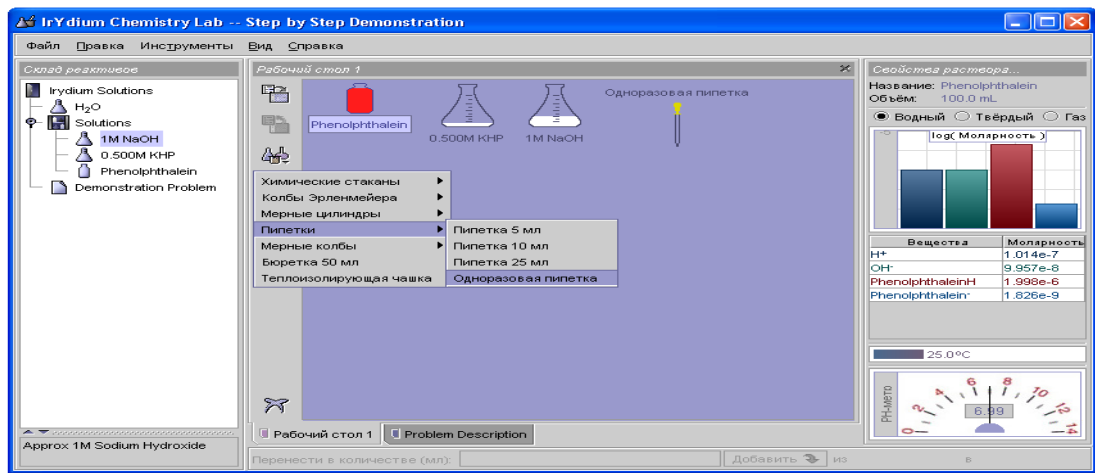 IrYdium Chemistry Lab -- Step by Step Demonstration
Файл Правка Инструменты Вид Справка
Склад реактивов
Irydium Solutions
H₂O
Solutions
1M NaOH
0.500M KHP
Phenolphthalein
Demonstration Problem
Approx 1M Sodium Hydroxide
Рабочий стол 1
Phenolphthalein
0.500M KHP
1M NaOH
Одноразовая пипетка
Химические стаканы
Колбы Эрленмейера
Мерные цилиндры
Пипетки
Мерные колбы
Бюретка 50 мл
Теплоизолирующая чашка
Пипетка 5 мл
Пипетка 10 мл
Пипетка 25 мл
Одноразовая пипетка
Рабочий стол 1 Problem Description
Перенести в количестве (мл): Добавить из в
Свойства раствора...
Название: Phenolphthalein
Объём: 100.0 mL
Водный Твёрдый Газ
log( Молярность )
Вещества Молярность
H+ 1.014e-7
OH- 9.957e-8
PhenolphthaleinH 1.998e-6
Phenolphthalein- 1.826e-9
25.0ºC
PH-метр
0 2 4 6 8 10 12 14
6.99